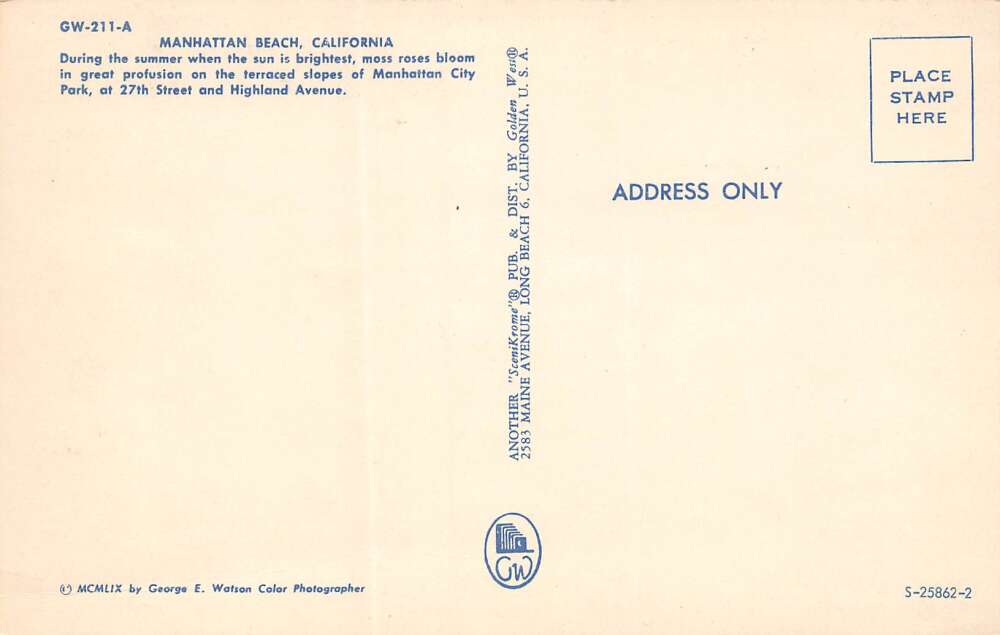 GW-211-A
MANHATTAN BEACH, CALIFORNIA
During the summer when the sun is brightest, moss roses bloom
in great profusion on the terraced slopes of Manhattan City
Park, at 27th Street and Highland Avenue.
ANOTHER "SceniKrome"® PUB. & DIST. BY Golden West®
2583 MAINE AVENUE, LONG BEACH 6, CALIFORNIA, U. S. A.
PLACE
STAMP
HERE
ADDRESS ONLY
GW
© MCMLIX by George E. Watson Color Photographer
S-25862-2